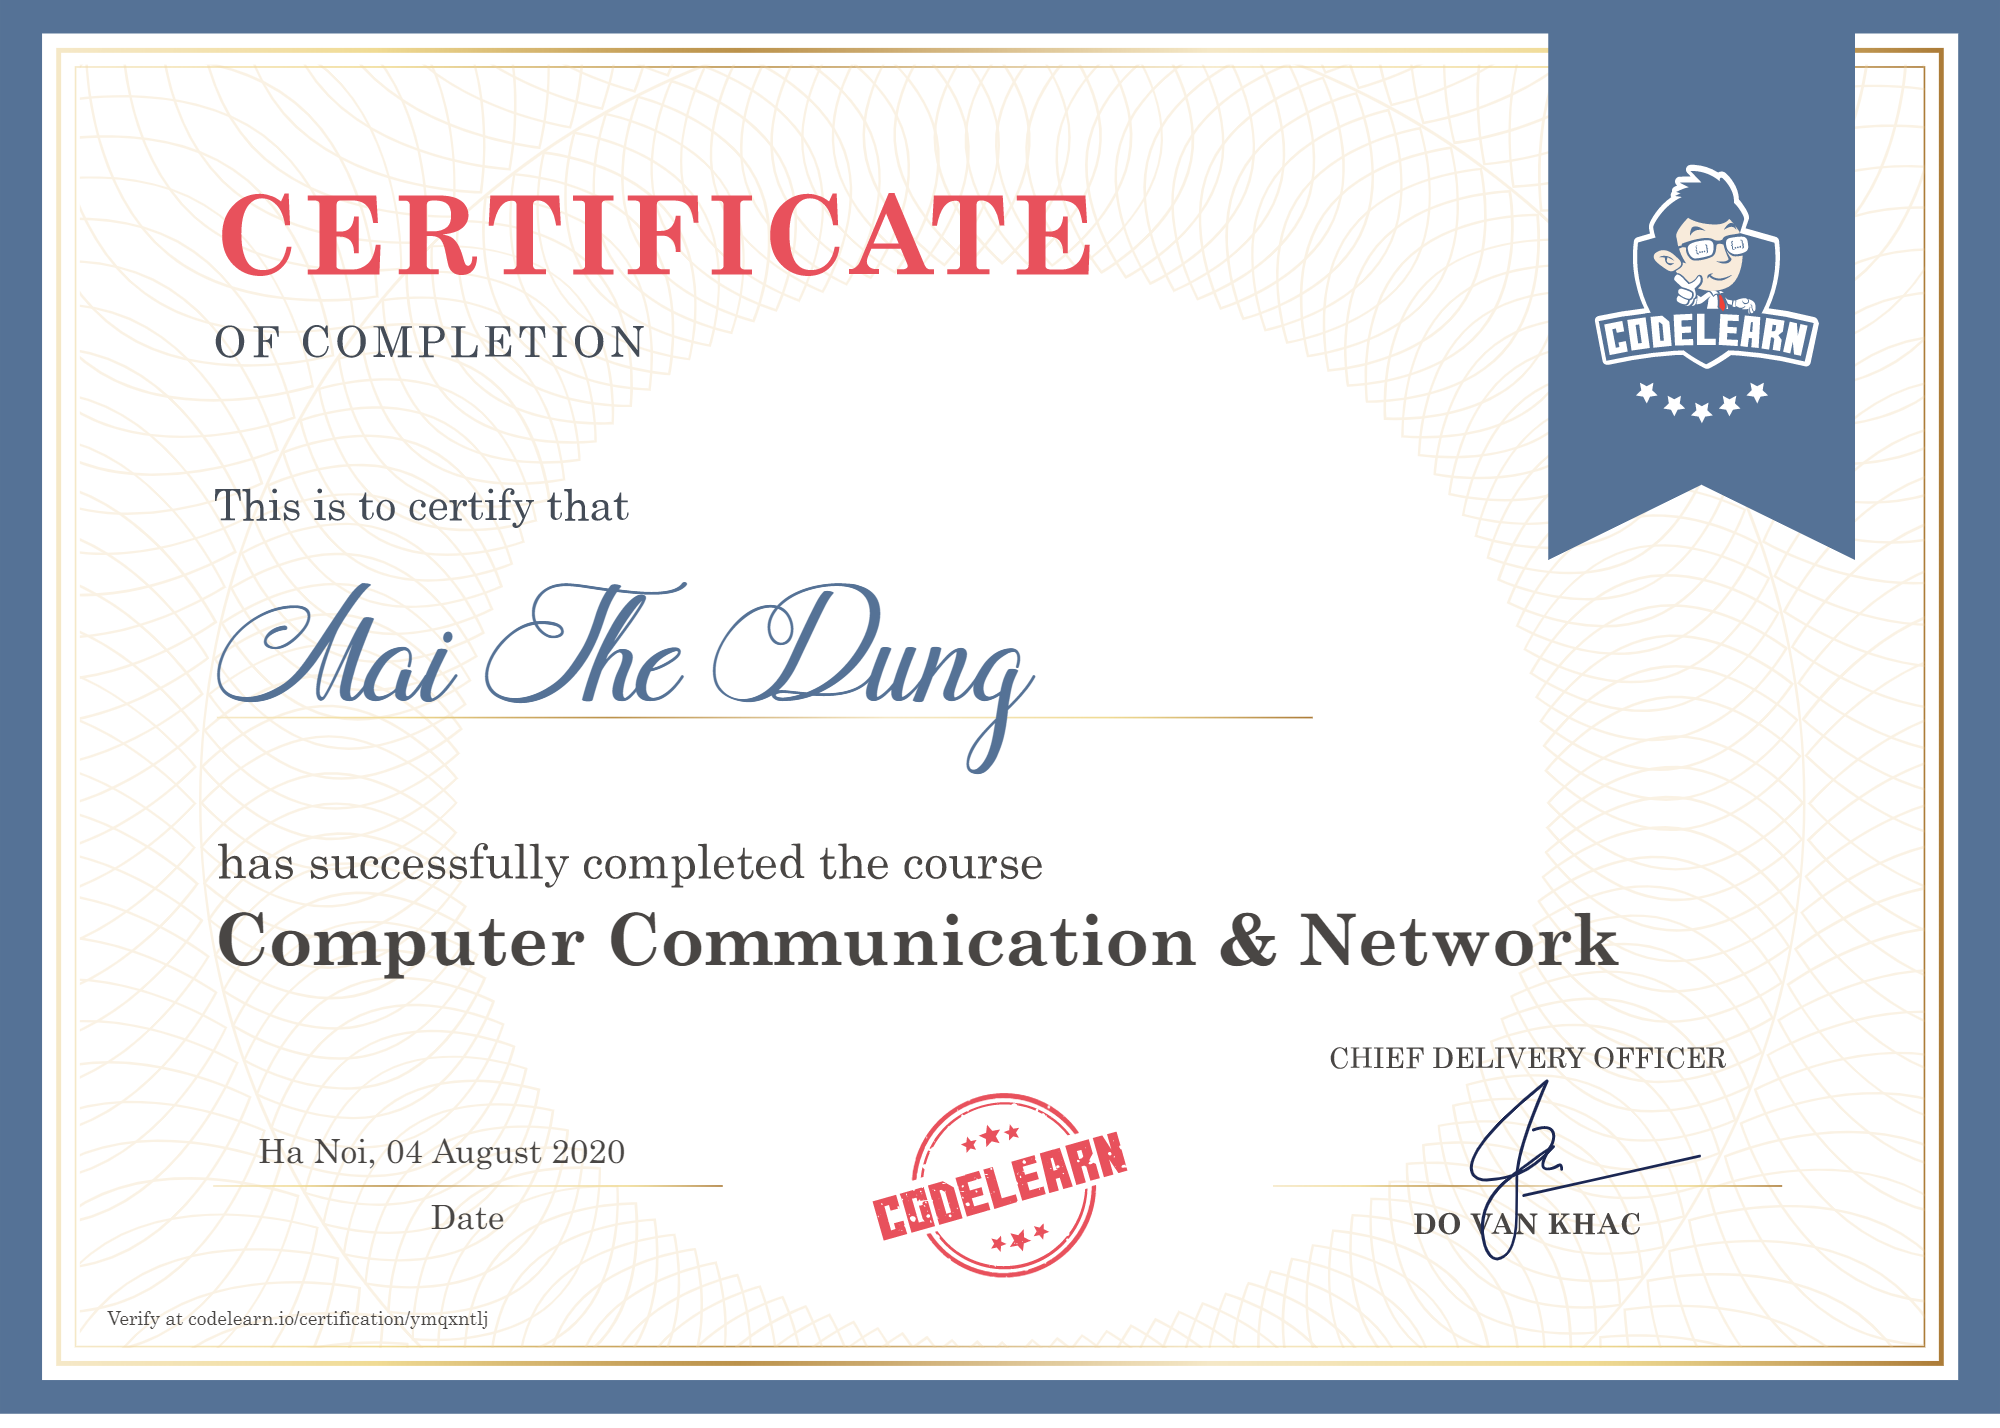 CERTIFICATE
OF COMPLETION
CODELEARN
This is to certify that
Mai The Dung
has successfully completed the course
Computer Communication & Network
CHIEF DELIVERY OFFICER
Ha Noi, 04 August 2020
Date
CODELEARN
DO VAN KHAC
Verify at codelearn.io/certification/ymqxntlj